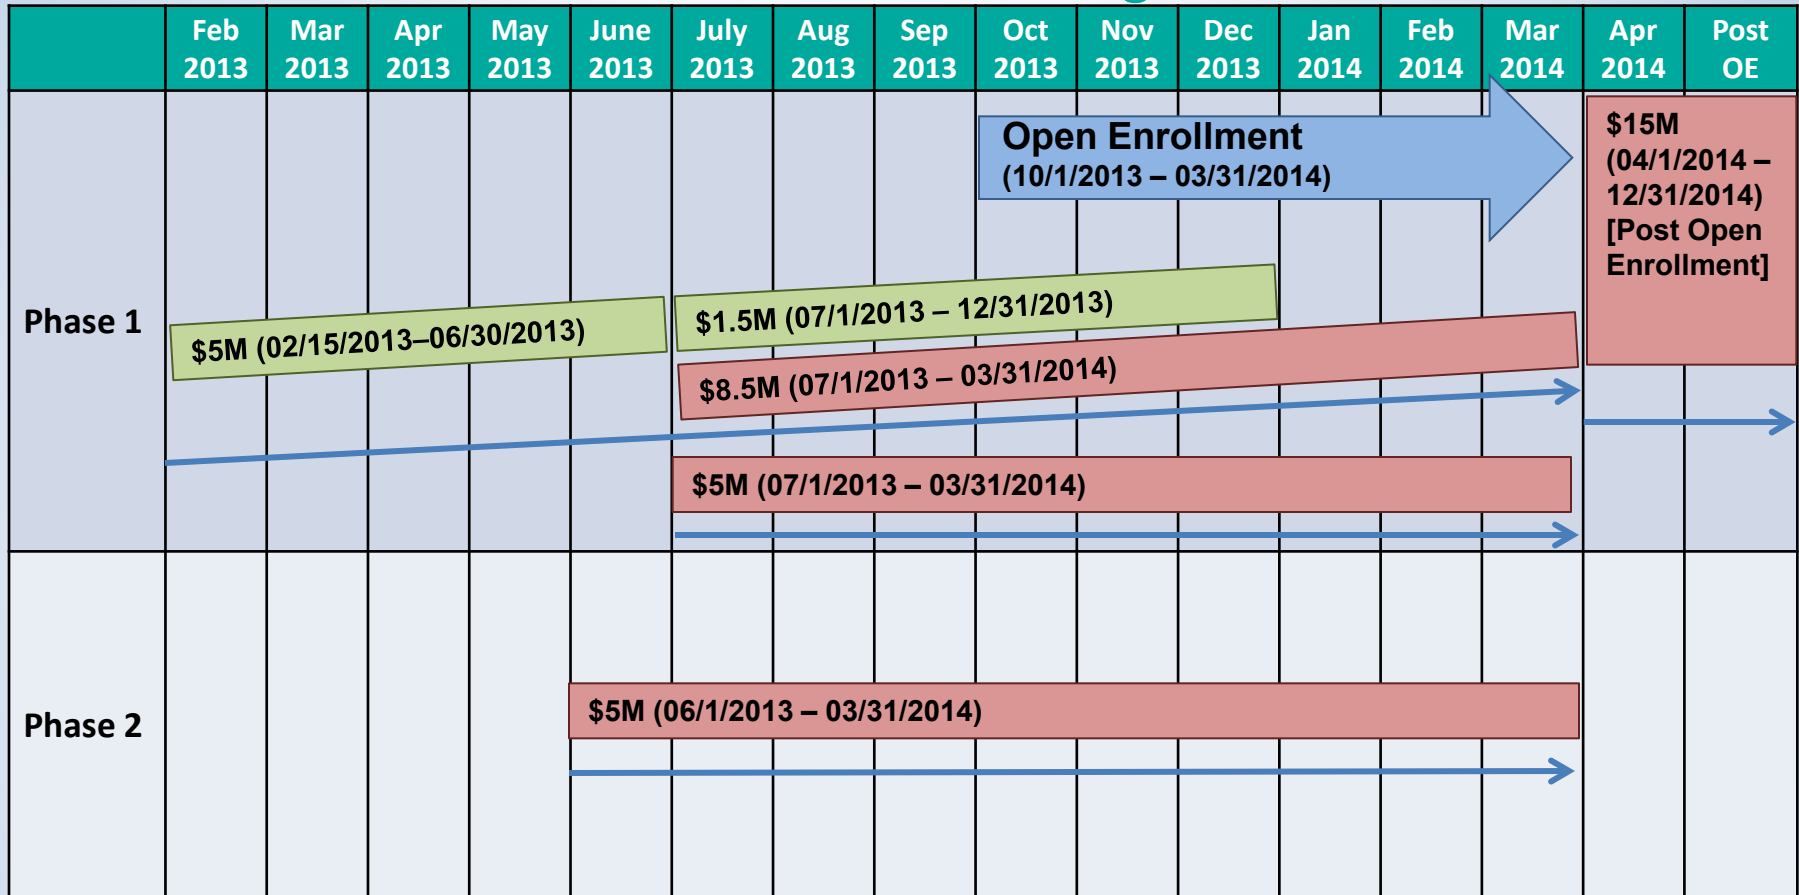 Feb 2013
Mar 2013
Apr 2013
May 2013
June 2013
July 2013
Aug 2013
Sep 2013
Oct 2013
Nov 2013
Dec 2013
Jan 2014
Feb 2014
Mar 2014
Apr 2014
Post OE
Phase 1
Open Enrollment
(10/1/2013 – 03/31/2014)
$15M
(04/1/2014 –
12/31/2014)
[Post Open
Enrollment]
$5M (02/15/2013–06/30/2013)
$1.5M (07/1/2013 – 12/31/2013)
$8.5M (07/1/2013 – 03/31/2014)
$5M (07/1/2013 – 03/31/2014)
Phase 2
$5M (06/1/2013 – 03/31/2014)